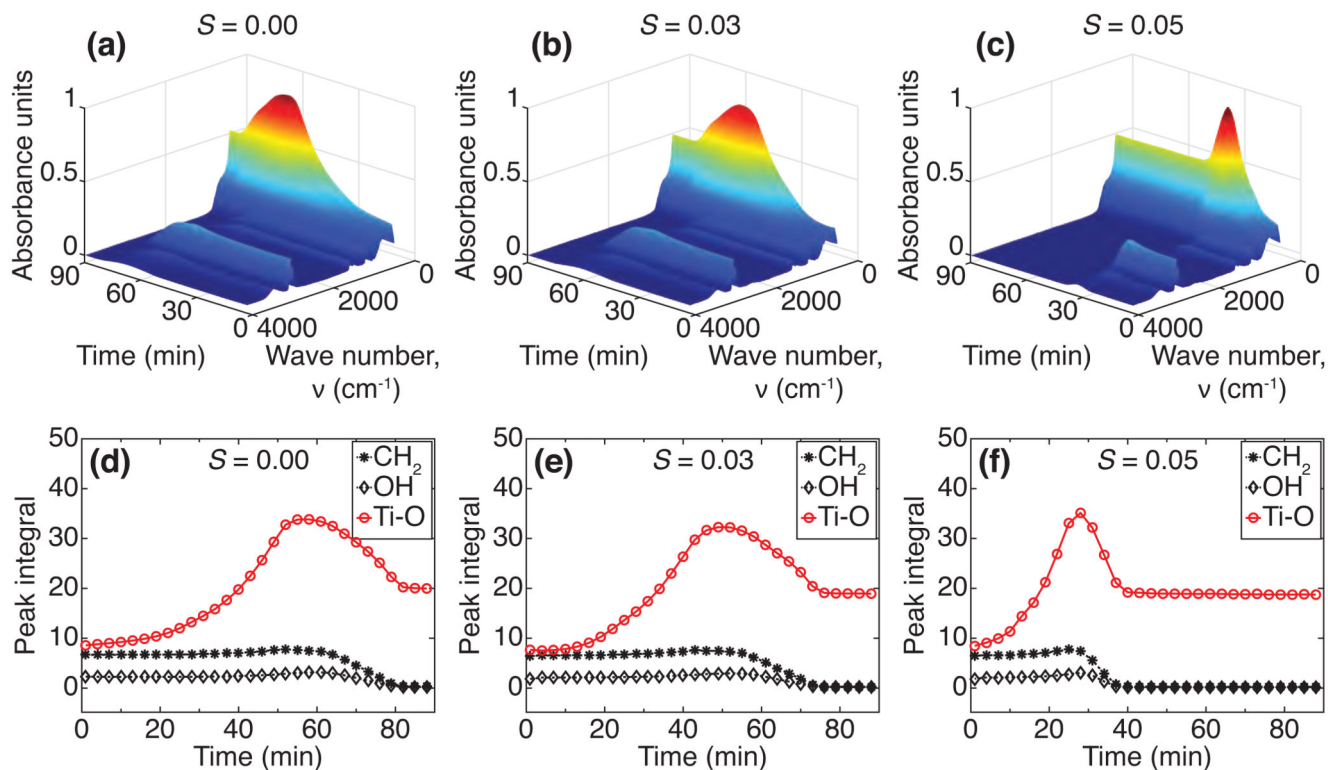 (a) S = 0.00
Absorbance units
1
0.5
0
90
60
30
0
4000
2000
0
Time (min)
Wave number,
ν (cm⁻¹)
(b) S = 0.03
Absorbance units
1
0.5
0
90
60
30
0
4000
2000
0
Time (min)
Wave number,
ν (cm⁻¹)
(c) S = 0.05
Absorbance units
1
0.5
0
90
60
30
0
4000
2000
0
Time (min)
Wave number,
ν (cm⁻¹)
(d) S = 0.00
CH₂
OH
Ti-O
Peak integral
50
40
30
20
10
0
0 20 40 60 80
Time (min)
(e) S = 0.03
CH₂
OH
Ti-O
Peak integral
50
40
30
20
10
0
0 20 40 60 80
Time (min)
(f) S = 0.05
CH₂
OH
Ti-O
Peak integral
50
40
30
20
10
0
0 20 40 60 80
Time (min)